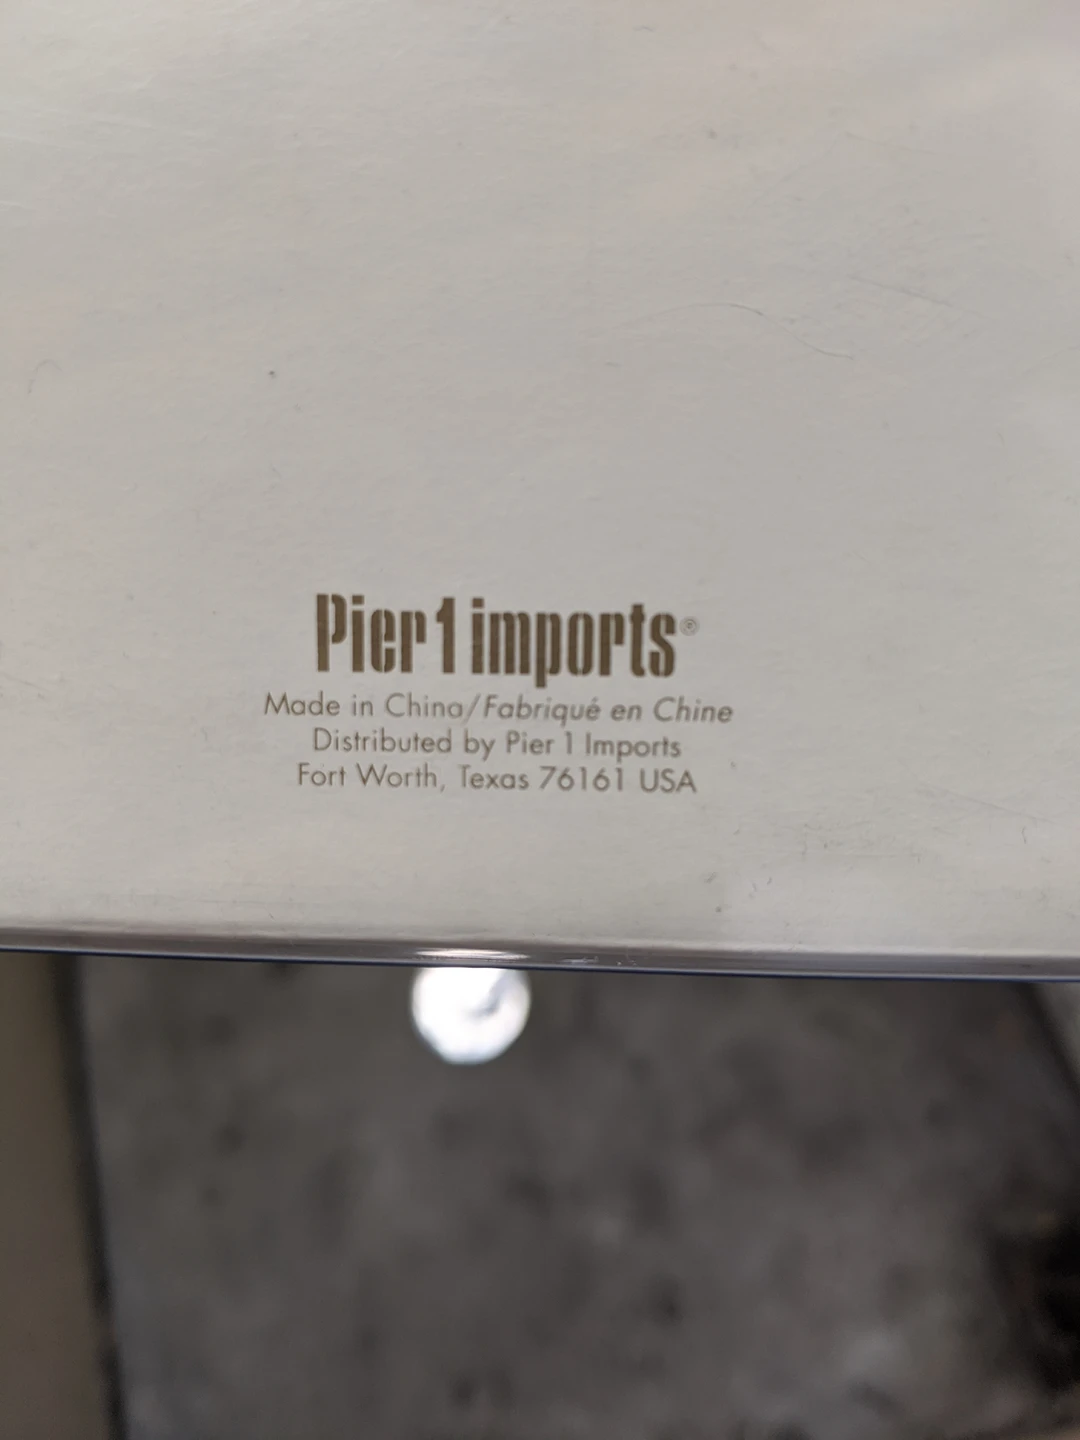 Pier 1 imports®
Made in China/Fabriqué en Chine
Distributed by Pier 1 Imports
Fort Worth, Texas 76161 USA